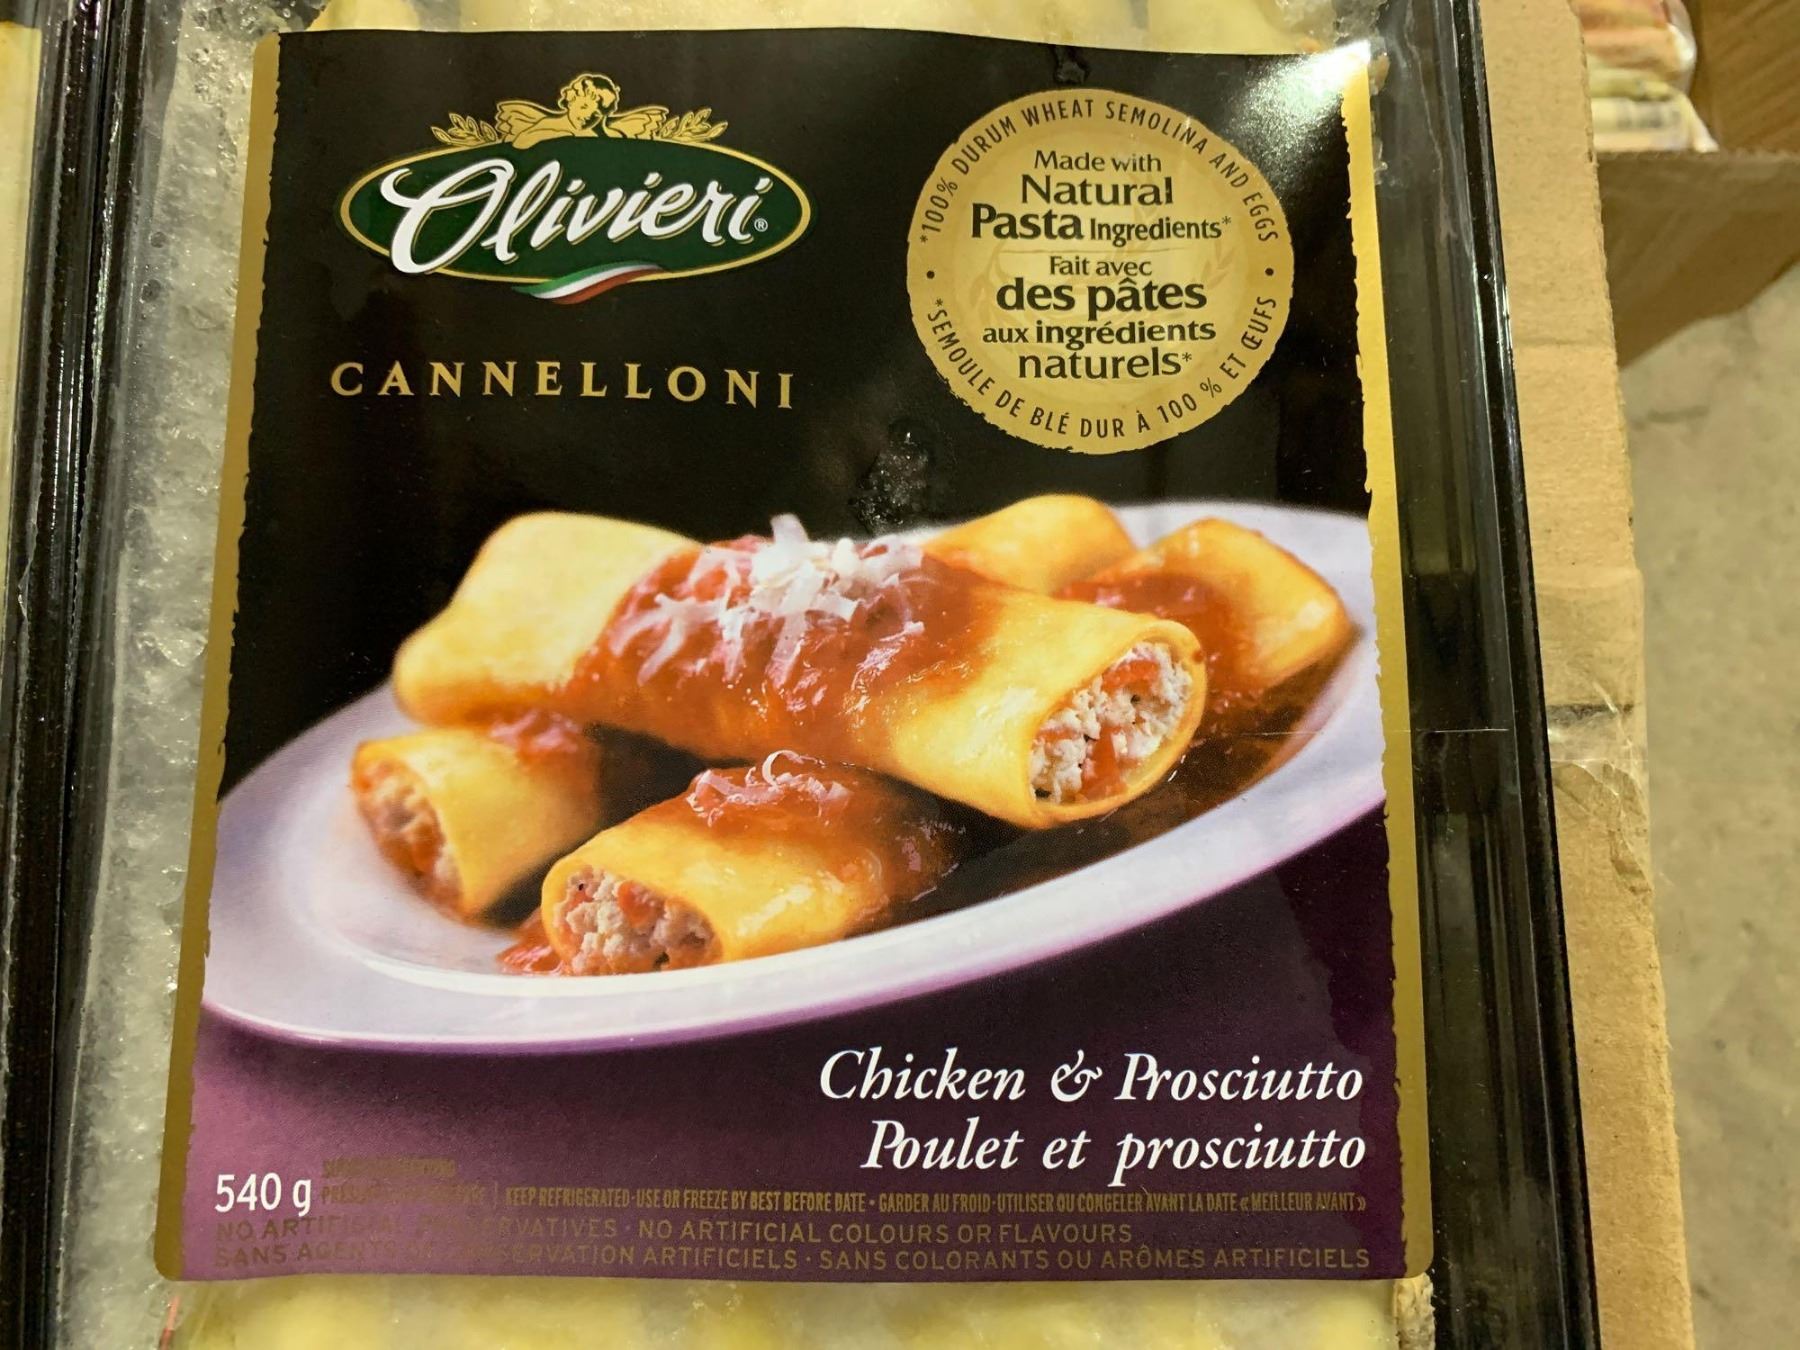 Olivieri®
CANNELLONI
*100% DURUM WHEAT SEMOLINA AND EGGS
Made with
Natural
Pasta Ingredients*
Fait avec
des pâtes
aux ingrédients
naturels*
*SEMOULE DE BLÉ DUR À 100 % ET ŒUFS
Chicken & Prosciutto
Poulet et prosciutto
540 g
KEEP REFRIGERATED·USE OR FREEZE BY BEST BEFORE DATE • GARDER AU FROID·UTILISER OU CONGELER AVANT LA DATE « MEILLEUR AVANT »
NO ARTIFICIAL PRESERVATIVES · NO ARTIFICIAL COLOURS OR FLAVOURS
SANS AGENTS DE CONSERVATION ARTIFICIELS · SANS COLORANTS OU ARÔMES ARTIFICIELS